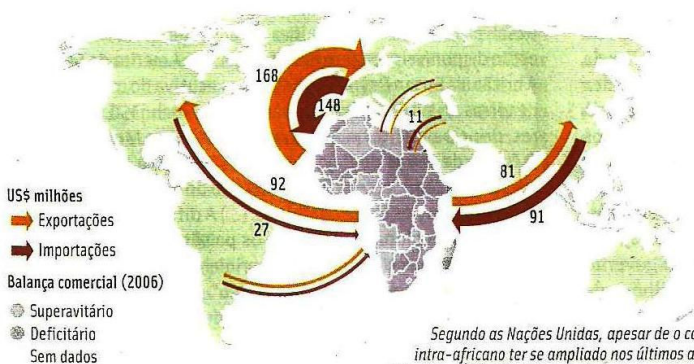 168
148
11
92
27
81
91
US$ milhões
Exportações
Importações
Balança comercial (2006)
Superavitário
Deficitário
Sem dados
Segundo as Nações Unidas, apesar de o c
intra-africano ter se ampliado nos últimos a